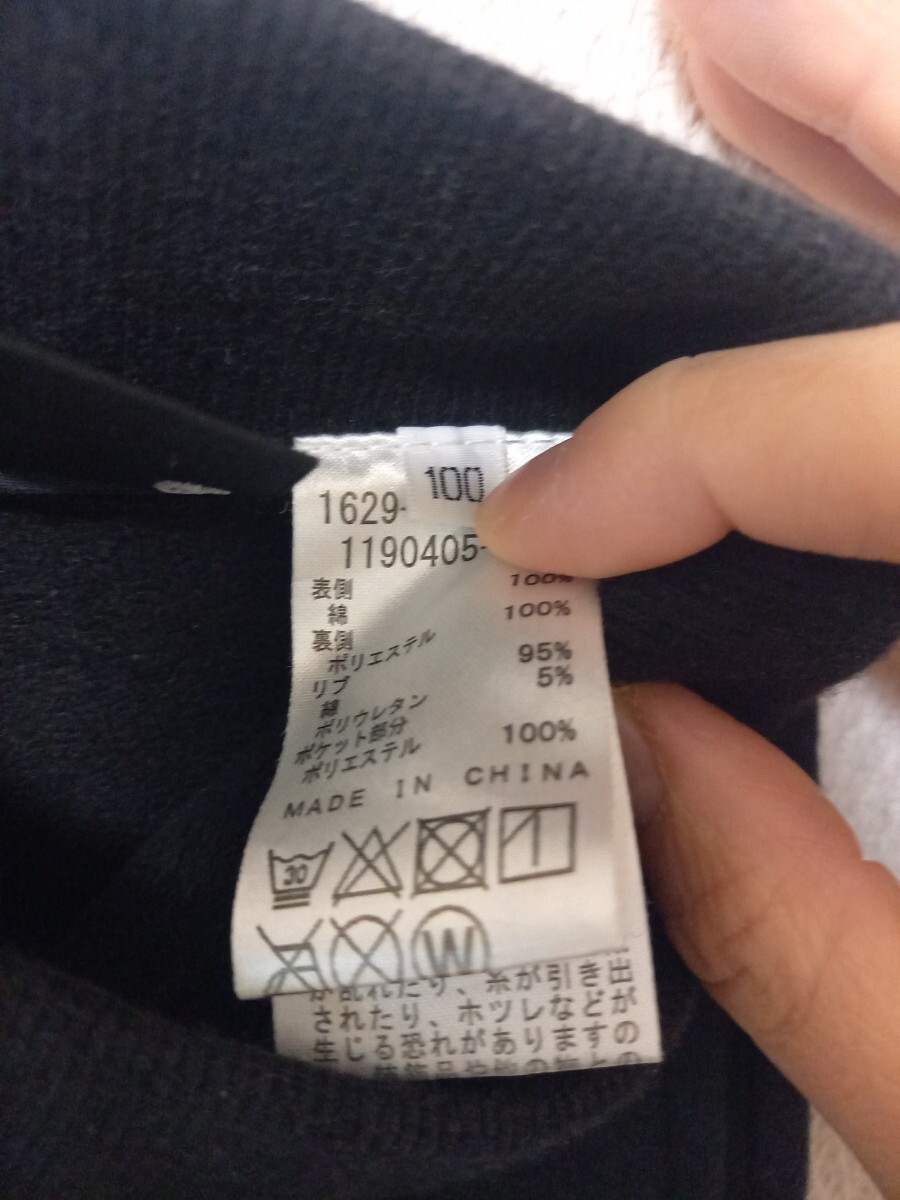 100
1629-
1190405-
表側 100%
綿 100%
裏側
ポリエステル 95%
リブ 5%
綿
ポリウレタン
ポケット部分 100%
ポリエステル
MADE IN CHINA
30
W
が乱れたり、糸が引き出
されたり、ホツレなどが
生じる恐れがありますの